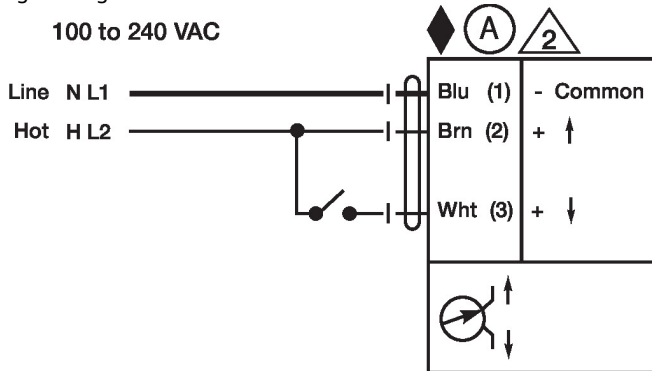 100 to 240 VAC
A
2
Line N L1
Blu (1) - Common
Hot H L2
Brn (2) + ↑
Wht (3) + ↓